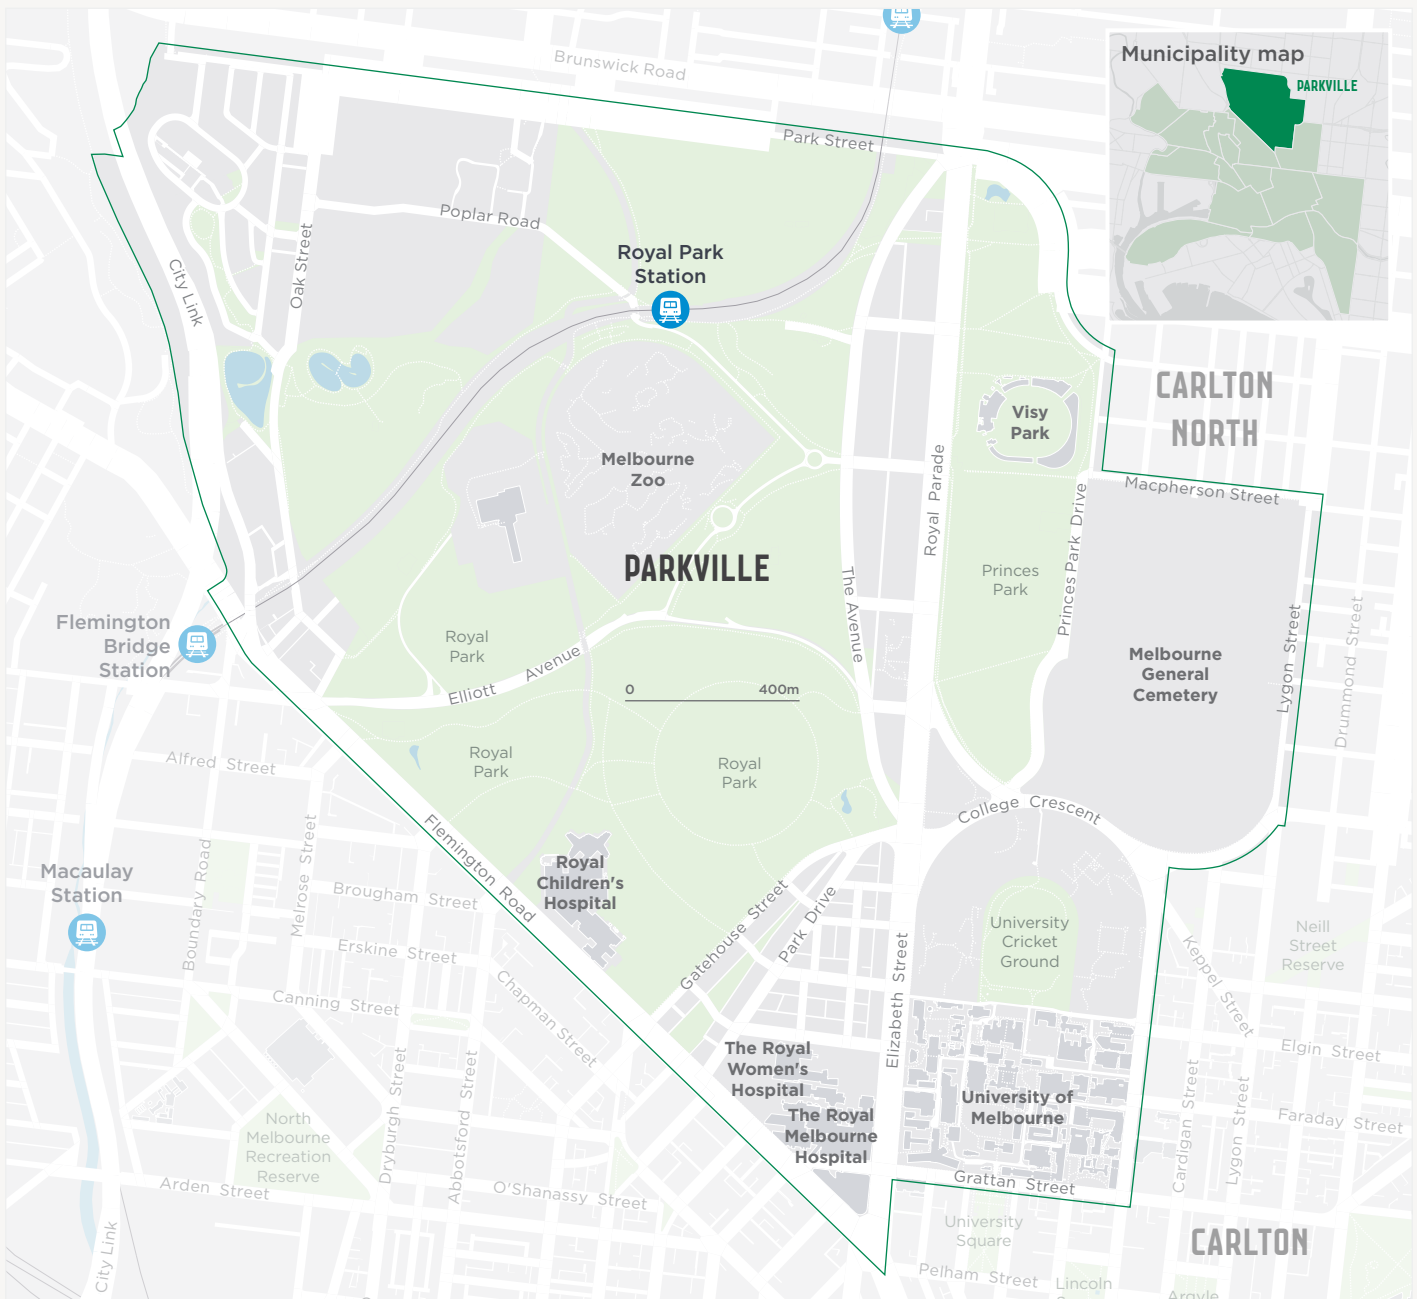 Brunswick Road
Municipality map
PARKVILLE
Park Street
Poplar Road
Royal Park
Station
Oak Street
City Link
CARLTON
NORTH
Visy
Park
Melbourne
Zoo
Royal Parade
Macpherson Street
Princes Park Drive
PARKVILLE
The Avenue
Princes
Park
Flemington
Bridge
Station
Royal
Park
Elliott Avenue
0 400m
Melbourne
General
Cemetery
Lygon Street
Drummond Street
Alfred Street
Royal
Park
Royal
Park
College Crescent
Flemington Road
Macaulay
Station
Boundary Road
Melrose Street
Brougham Street
Royal
Children's
Hospital
Gatehouse Street
Park Drive
University
Cricket
Ground
Neill
Street
Reserve
Erskine Street
Elizabeth Street
Keppel Street
Canning Street
Chapman Street
The Royal
Women's
Hospital
Elgin Street
University of
Melbourne
The Royal
Melbourne
Hospital
North
Melbourne
Recreation
Reserve
Dryburgh Street
Abbotsford Street
Cardigan Street
Lygon Street
Faraday Street
Arden Street
O'Shanassy Street
Grattan Street
University
Square
CARLTON
City Link
Pelham Street
Lincoln
Argyle